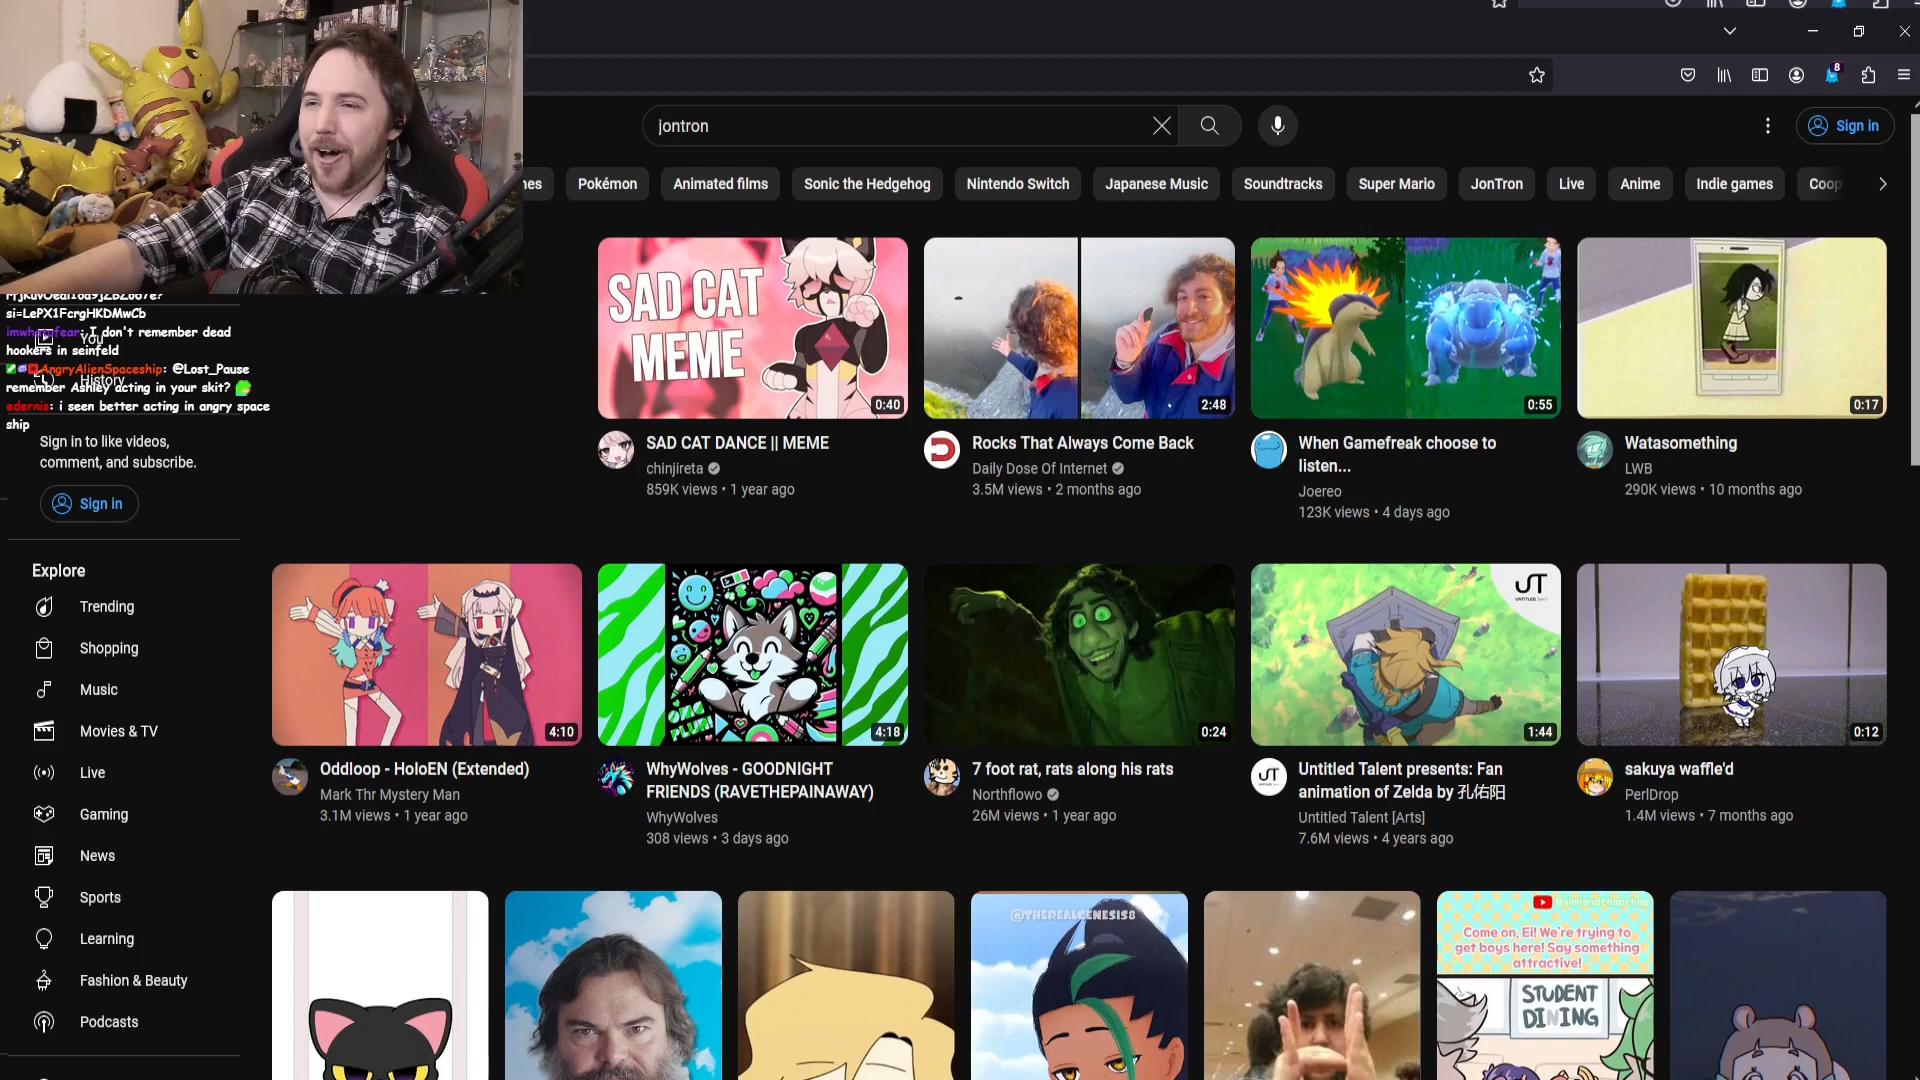 8
jontron
Sign in
Pokémon
Animated films
Sonic the Hedgehog
Nintendo Switch
Japanese Music
Soundtracks
Super Mario
JonTron
Live
Anime
Indie games
Coop
si=LePX1FcrgHKDMwCb
imwhatufear: I don't remember dead
hookers in seinfeld
You
AngryAlienSpaceship: @Lost_Pause
History
remember Ashley acting in your skit?
edernis: i seen better acting in angry space
ship
Sign in to like videos,
comment, and subscribe.
Sign in
Explore
Trending
Shopping
Music
Movies & TV
Live
Gaming
News
Sports
Learning
Fashion & Beauty
Podcasts
SAD CAT
MEME
0:40
SAD CAT DANCE || MEME
chinjireta
859K views • 1 year ago
2:48
Rocks That Always Come Back
Daily Dose Of Internet
3.5M views • 2 months ago
0:55
When Gamefreak choose to
listen...
Joereo
123K views • 4 days ago
0:17
Watasomething
LWB
290K views • 10 months ago
4:10
Oddloop - HoloEN (Extended)
Mark Thr Mystery Man
3.1M views • 1 year ago
4:18
WhyWolves - GOODNIGHT
FRIENDS (RAVETHEPAINAWAY)
WhyWolves
308 views • 3 days ago
0:24
7 foot rat, rats along his rats
Northflowo
26M views • 1 year ago
UT
1:44
UT
Untitled Talent presents: Fan
animation of Zelda by 孔佑阳
Untitled Talent [Arts]
7.6M views • 4 years ago
0:12
sakuya waffle'd
PerlDrop
1.4M views • 7 months ago
@THEREALGENESIS8
@simiandchapchap
Come on, Ei! We're trying to
get boys here! Say something
attractive!
STUDENT
DINING